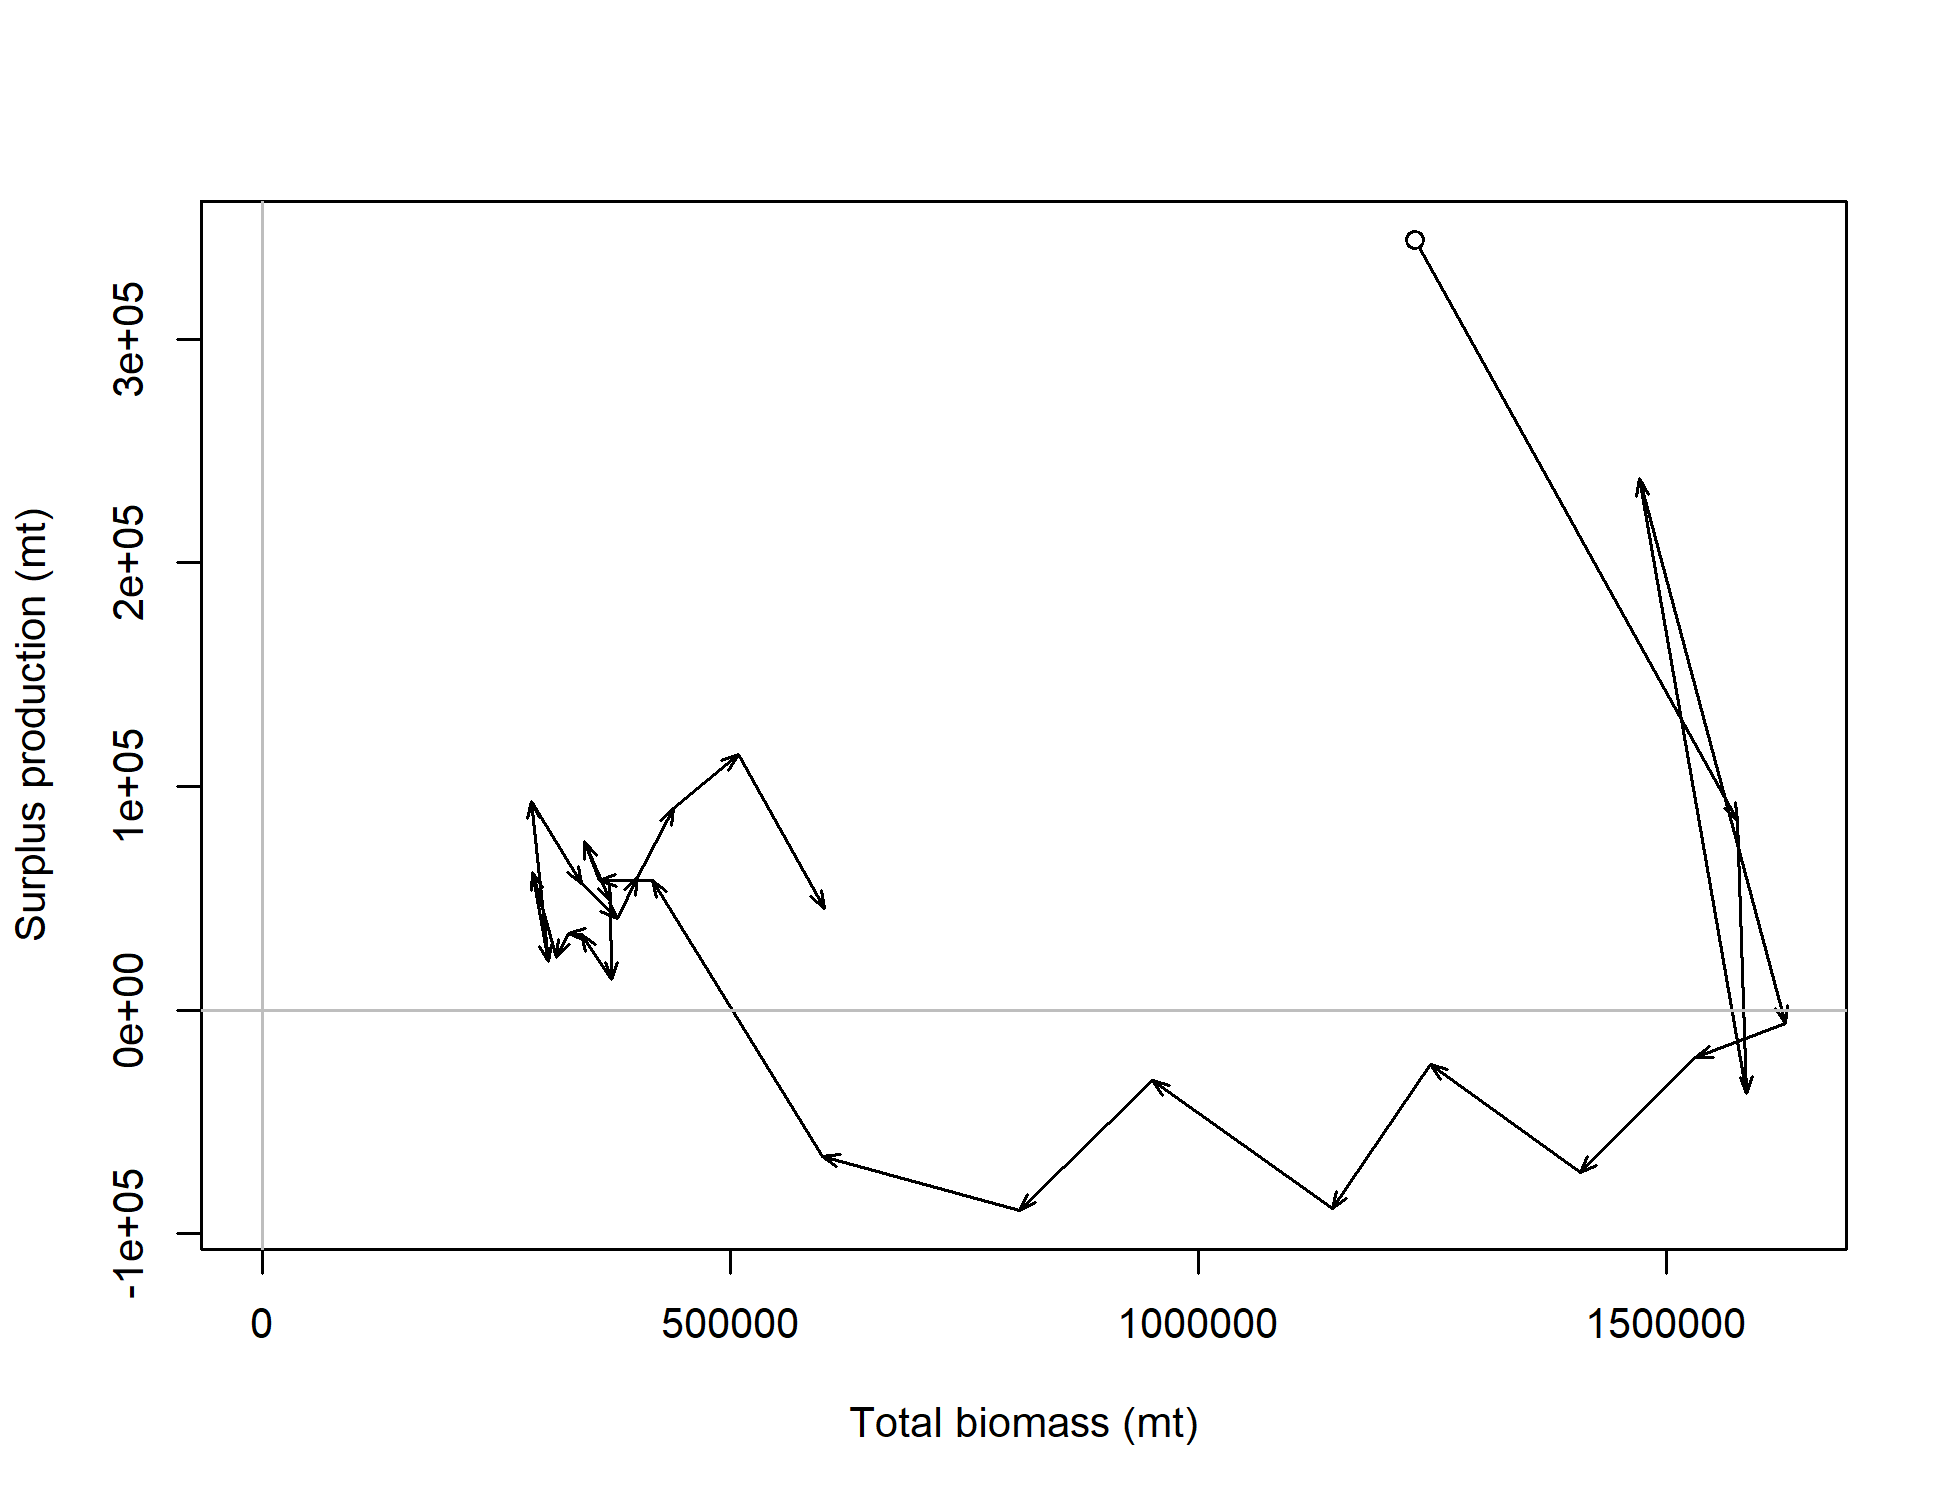 Surplus production (mt)
3e+05
2e+05
1e+05
0e+00
-1e+05
0 500000 1000000 1500000
Total biomass (mt)